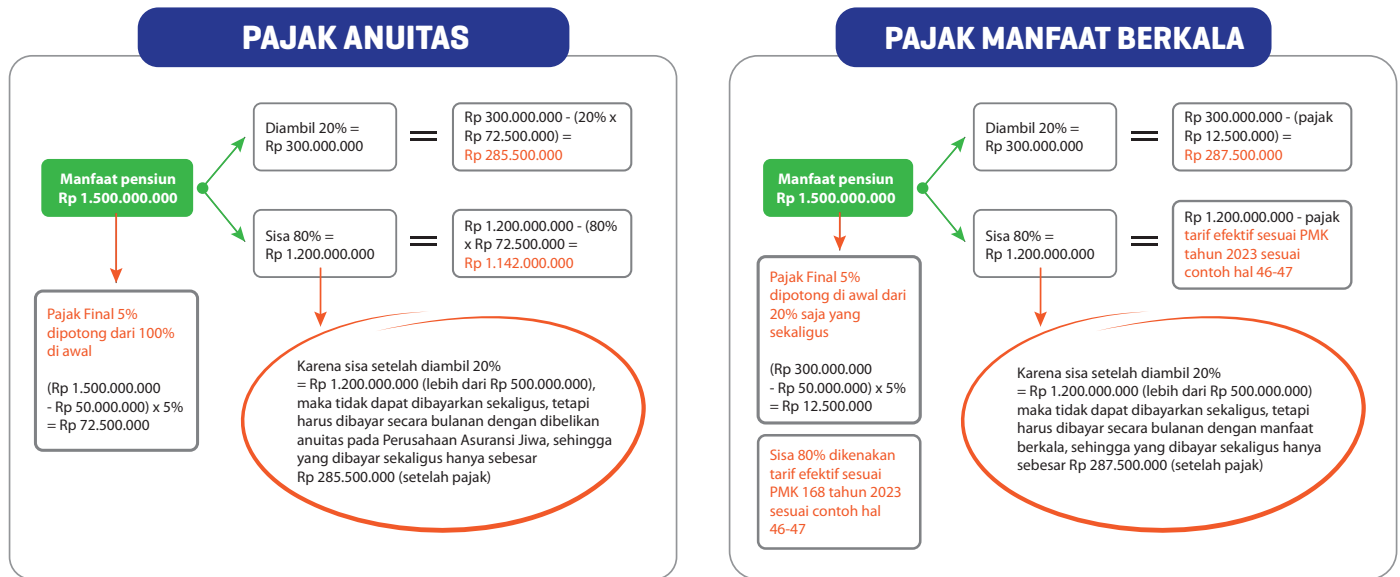 PAJAK ANUITAS
Manfaat pensiun
Rp 1.500.000.000
Diambil 20% =
Rp 300.000.000
=
Rp 300.000.000 - (20% x
Rp 72.500.000) =
Rp 285.500.000
Sisa 80% =
Rp 1.200.000.000
=
Rp 1.200.000.000 - (80%
x Rp 72.500.000 =
Rp 1.142.000.000
Pajak Final 5%
dipotong dari 100%
di awal
(Rp 1.500.000.000
- Rp 50.000.000) x 5%
= Rp 72.500.000
Karena sisa setelah diambil 20%
= Rp 1.200.000.000 (lebih dari Rp 500.000.000),
maka tidak dapat dibayarkan sekaligus, tetapi
harus dibayar secara bulanan dengan dibelikan
anuitas pada Perusahaan Asuransi Jiwa, sehingga
yang dibayar sekaligus hanya sebesar
Rp 285.500.000 (setelah pajak)
PAJAK MANFAAT BERKALA
Manfaat pensiun
Rp 1.500.000.000
Diambil 20% =
Rp 300.000.000
=
Rp 300.000.000 - (pajak
Rp 12.500.000) =
Rp 287.500.000
Sisa 80% =
Rp 1.200.000.000
=
Rp 1.200.000.000 - pajak
tarif efektif sesuai PMK
tahun 2023 sesuai
contoh hal 46-47
Pajak Final 5%
dipotong di awal dari
20% saja yang
sekaligus
(Rp 300.000.000
- Rp 50.000.000) x 5%
= Rp 12.500.000
Sisa 80% dikenakan
tarif efektif sesuai
PMK 168 tahun 2023
sesuai contoh hal
46-47
Karena sisa setelah diambil 20%
= Rp 1.200.000.000 (lebih dari Rp 500.000.000)
maka tidak dapat dibayarkan sekaligus, tetapi
harus dibayar secara bulanan dengan manfaat
berkala, sehingga yang dibayar sekaligus hanya
sebesar Rp 287.500.000 (setelah pajak)